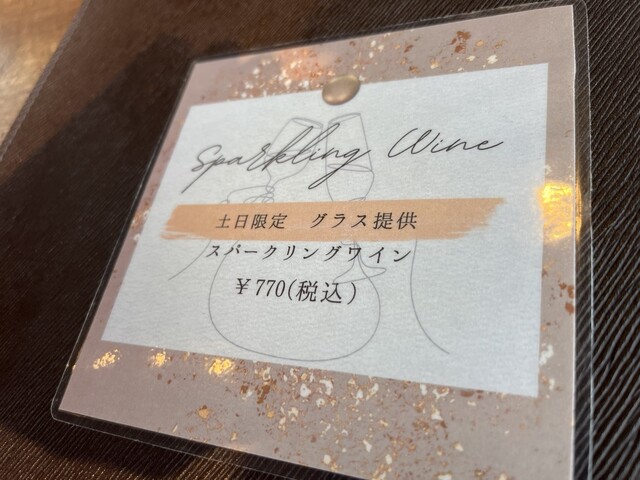 Sparkling Wine
土日限定 グラス提供
スパークリングワイン
￥770(税込)